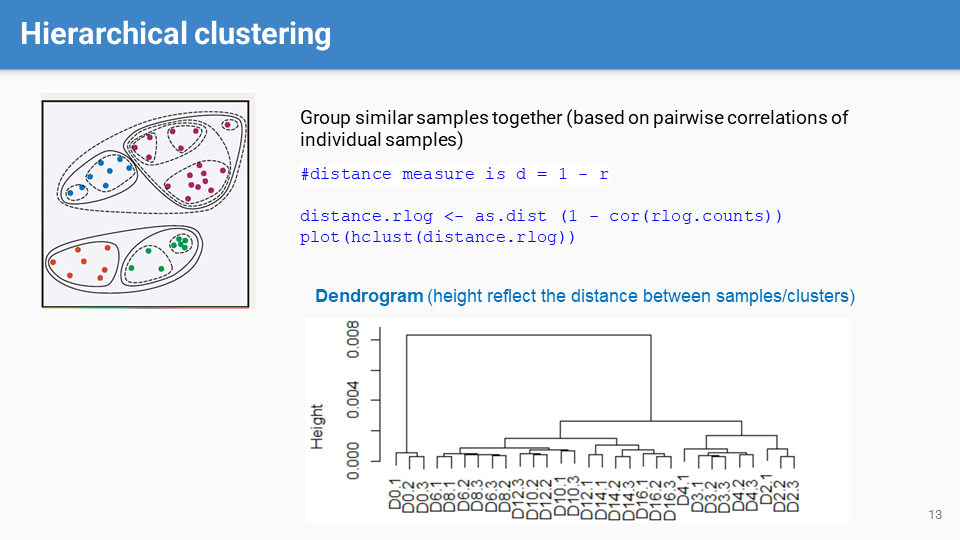 Hierarchical clustering
Group similar samples together (based on pairwise correlations of
individual samples)
#distance measure is d = 1 - r
distance.rlog <- as.dist (1 - cor(rlog.counts))
plot(hclust(distance.rlog))
Dendrogram (height reflect the distance between samples/clusters)
Height
0.000
0.004
0.008
D0.1
D0.2
D0.3
D6.1
D8.1
D6.2
D8.3
D6.3
D8.2
D12.3
D10.2
D12.2
D10.1
D10.3
D12.1
D14.1
D14.2
D14.3
D16.1
D16.2
D16.3
D4.1
D3.1
D3.2
D3.3
D4.2
D4.3
D2.1
D2.2
D2.3
13